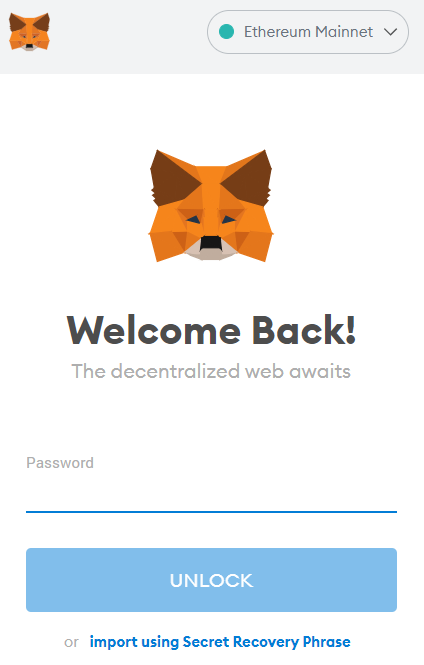 Ethereum Mainnet
Welcome Back!
The decentralized web awaits
Password
UNLOCK
or import using Secret Recovery Phrase